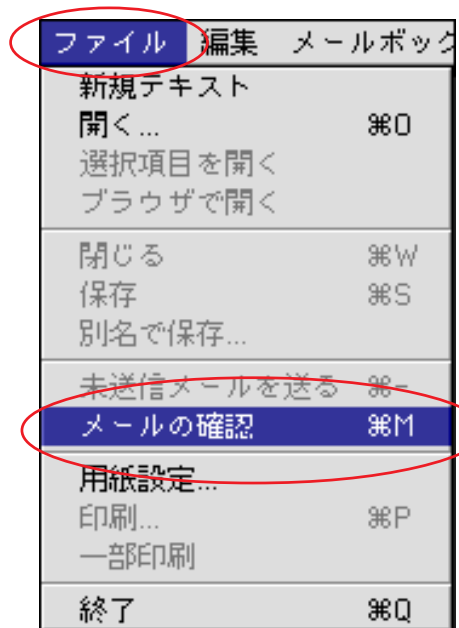 ファイル 編集 メールボック
新規テキスト
開く... ⌘O
選択項目を開く
ブラウザで開く
閉じる ⌘W
保存 ⌘S
別名で保存...
未送信メールを送る ⌘-
メールの確認 ⌘M
用紙設定...
印刷... ⌘P
一部印刷
終了 ⌘Q